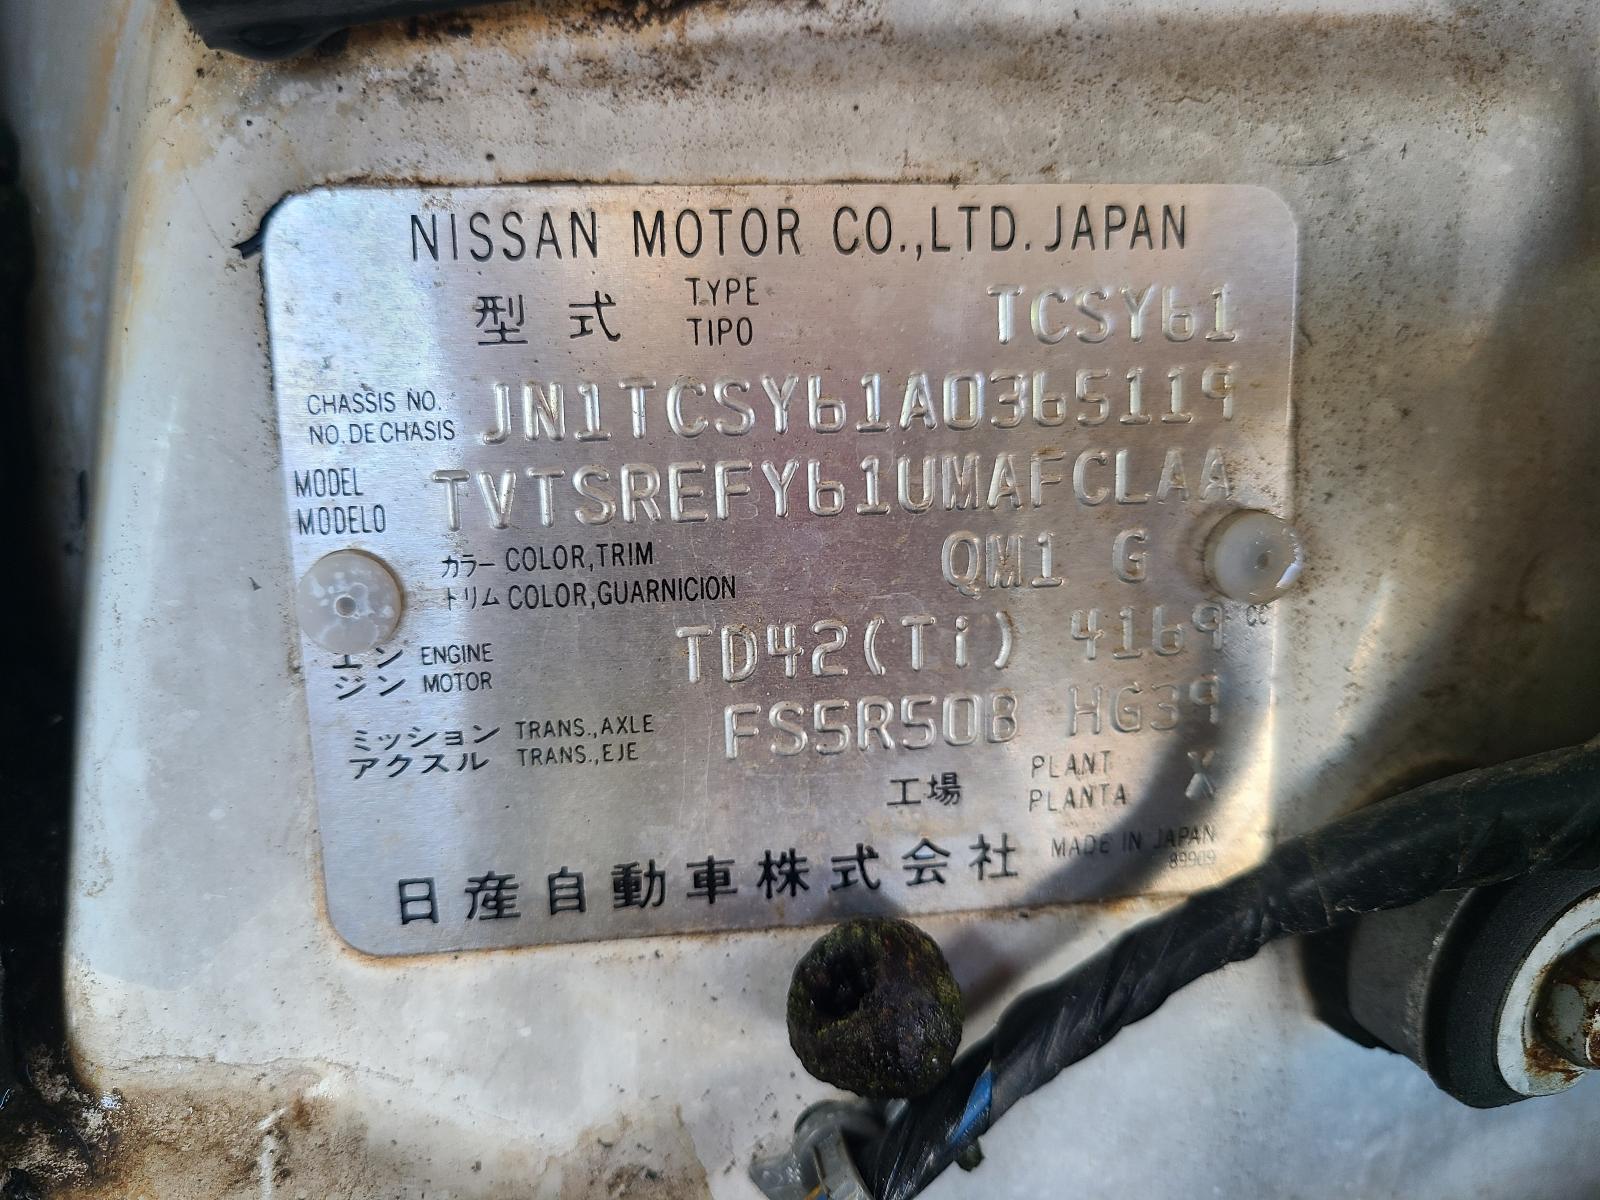 NISSAN MOTOR CO.,LTD. JAPAN
型式 TYPE TCSY61
TIPO
CHASSIS NO. JN1TCSY61A0365119
NO. DE CHASIS
MODEL TVTSREFY61UMAFCLAA
MODELO
カラー COLOR,TRIM QM1 G
トリム COLOR,GUARNICION
エン ENGINE TD42(Ti) 4169 CC
ジン MOTOR
ミッション TRANS.,AXLE FS5R50B HG39
アクスル TRANS.,EJE
工場 PLANT X
PLANTA
日産自動車株式会社 MADE IN JAPAN
89909